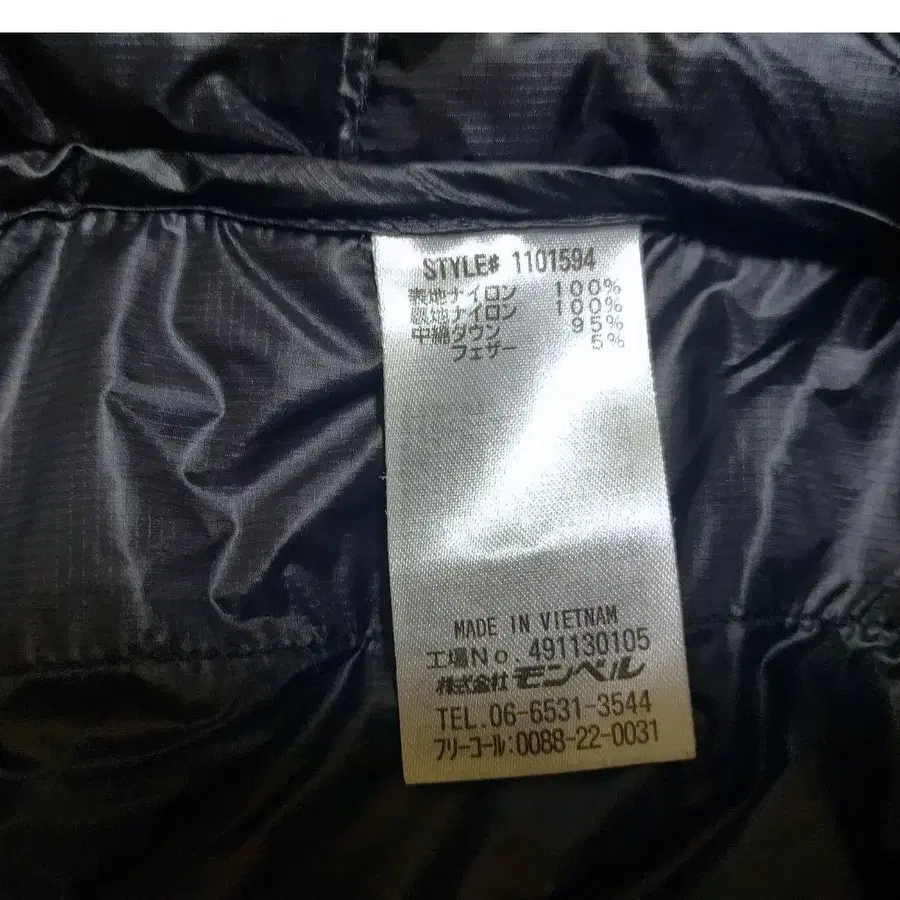 STYLE# 1101594
表地ナイロン 100%
裏地ナイロン 100%
中綿ダウン 95%
フェザー 5%
MADE IN VIETNAM
工場No. 491130105
株式会社モンベル
TEL.06-6531-3544
フリーコール:0088-22-0031